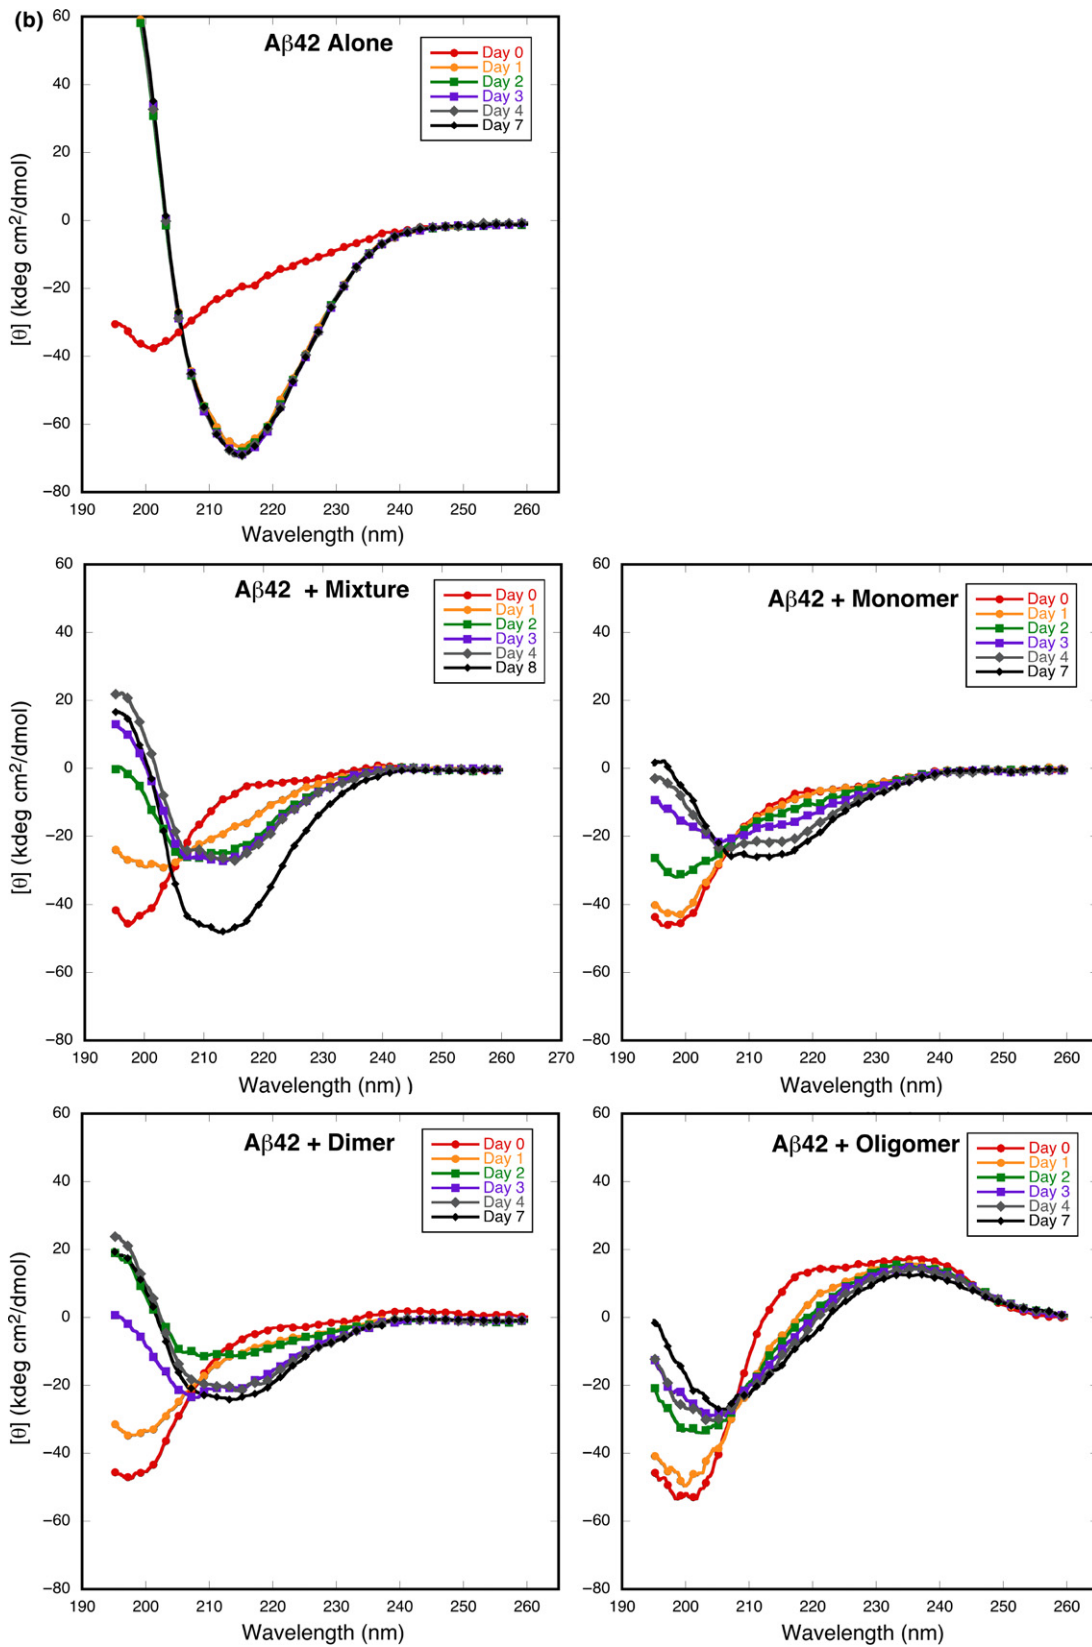 (b)
Aβ42 Alone
Day 0
Day 1
Day 2
Day 3
Day 4
Day 7
60
40
20
0
−20
−40
−60
−80
[θ] (kdeg cm²/dmol)
190 200 210 220 230 240 250 260
Wavelength (nm)
Aβ42 + Mixture
Day 0
Day 1
Day 2
Day 3
Day 4
Day 8
60
40
20
0
−20
−40
−60
−80
[θ] (kdeg cm²/dmol)
190 200 210 220 230 240 250 260 270
Wavelength (nm) )
Aβ42 + Monomer
Day 0
Day 1
Day 2
Day 3
Day 4
Day 7
60
40
20
0
−20
−40
−60
−80
190 200 210 220 230 240 250 260
Wavelength (nm)
Aβ42 + Dimer
Day 0
Day 1
Day 2
Day 3
Day 4
Day 7
60
40
20
0
−20
−40
−60
−80
[θ] (kdeg cm²/dmol)
190 200 210 220 230 240 250 260
Wavelength (nm)
Aβ42 + Oligomer
Day 0
Day 1
Day 2
Day 3
Day 4
Day 7
60
40
20
0
−20
−40
−60
−80
190 200 210 220 230 240 250 260
Wavelength (nm)